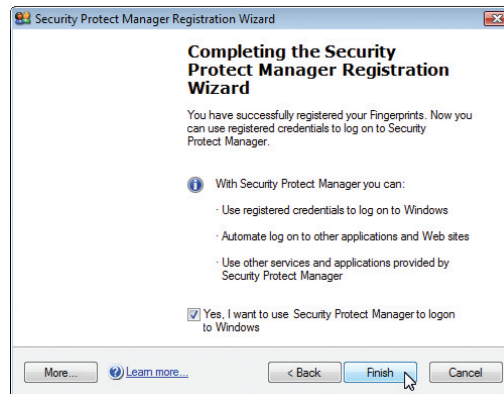 Security Protect Manager Registration Wizard
Completing the Security
Protect Manager Registration
Wizard
You have successfully registered your Fingerprints. Now you
can use registered credentials to log on to Security
Protect Manager.
With Security Protect Manager you can:
· Use registered credentials to log on to Windows
· Automate log on to other applications and Web sites
· Use other services and applications provided by
Security Protect Manager
Yes, I want to use Security Protect Manager to logon
to Windows
More...
Learn more...
< Back
Finish
Cancel